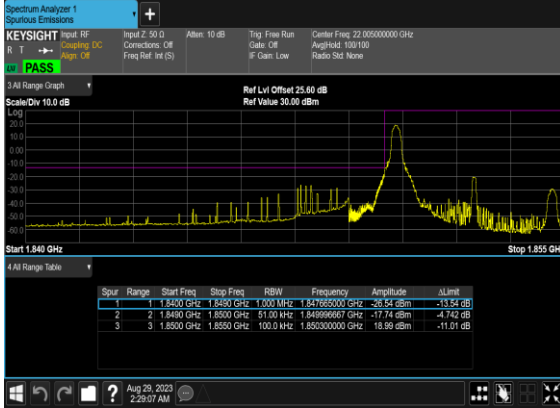 Spectrum Analyzer 1
Spurious Emissions
+
KEYSIGHT Input: RF Input Z: 50 Ω Atten: 10 dB Trig: Free Run Center Freq: 22.005000000 GHz
R T Coupling: DC Corrections: Off Gate: Off Avg|Hold: 100/100
Align: Off Freq Ref: Int (S) IF Gain: Low Radio Std: None
PASS
3 All Range Graph
Ref Lvl Offset 25.60 dB
Scale/Div 10.0 dB Ref Value 30.00 dBm
Log
20.0
10.0
0.00
-10.0
-20.0
-30.0
-40.0
-50.0
-60.0
Start 1.840 GHz Stop 1.855 GH
4 All Range Table
Spur Range Start Freq Stop Freq RBW Frequency Amplitude ΔLimit
1 1 1.8400 GHz 1.8490 GHz 1.000 MHz 1.847665000 GHz -26.54 dBm -13.54 dB
2 2 1.8490 GHz 1.8500 GHz 51.00 kHz 1.849996667 GHz -17.74 dBm -4.742 dB
3 3 1.8500 GHz 1.8550 GHz 100.0 kHz 1.850300000 GHz 18.99 dBm -11.01 dB
?
Aug 29, 2023
2:29:07 AM